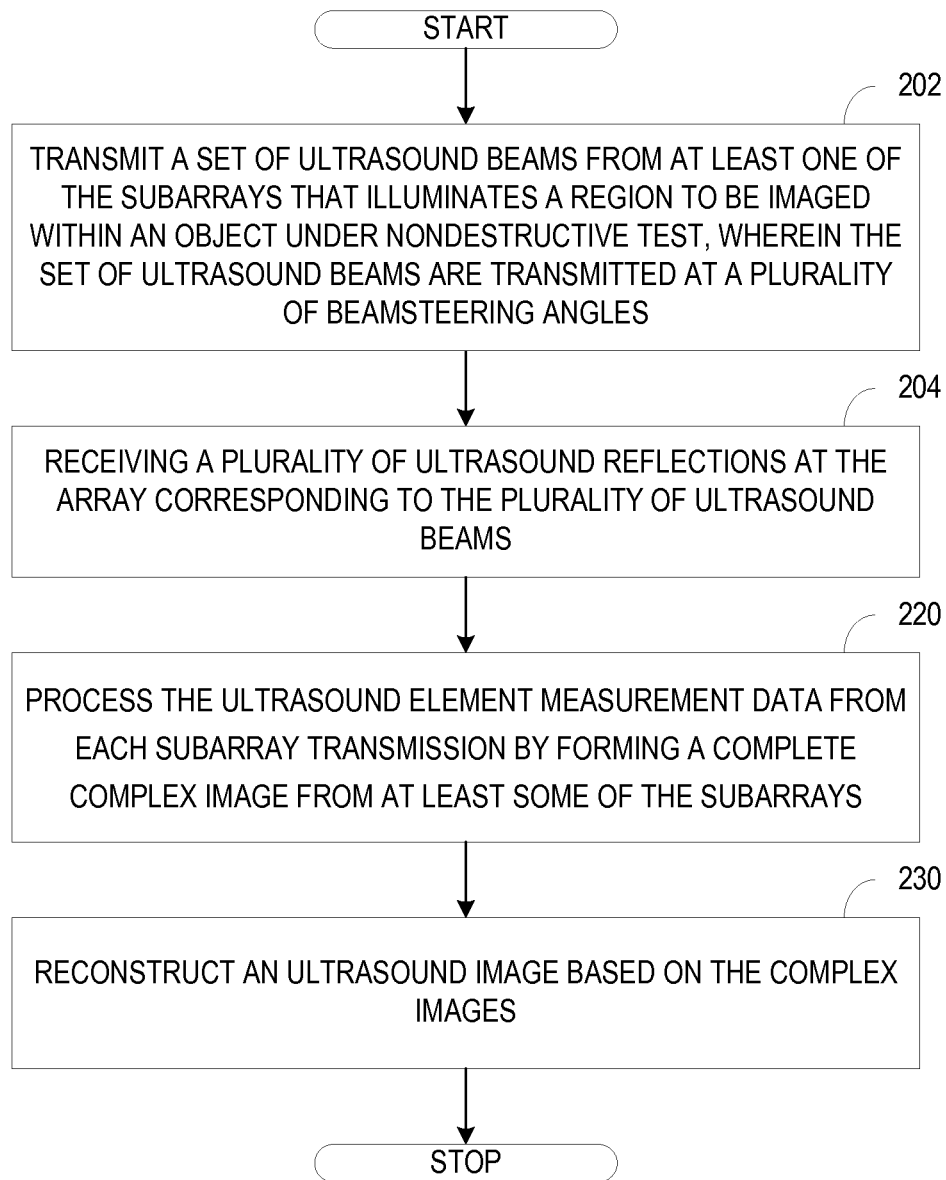 START
202
TRANSMIT A SET OF ULTRASOUND BEAMS FROM AT LEAST ONE OF
THE SUBARRAYS THAT ILLUMINATES A REGION TO BE IMAGED
WITHIN AN OBJECT UNDER NONDESTRUCTIVE TEST, WHEREIN THE
SET OF ULTRASOUND BEAMS ARE TRANSMITTED AT A PLURALITY
OF BEAMSTEERING ANGLES
204
RECEIVING A PLURALITY OF ULTRASOUND REFLECTIONS AT THE
ARRAY CORRESPONDING TO THE PLURALITY OF ULTRASOUND
BEAMS
220
PROCESS THE ULTRASOUND ELEMENT MEASUREMENT DATA FROM
EACH SUBARRAY TRANSMISSION BY FORMING A COMPLETE
COMPLEX IMAGE FROM AT LEAST SOME OF THE SUBARRAYS
230
RECONSTRUCT AN ULTRASOUND IMAGE BASED ON THE COMPLEX
IMAGES
STOP